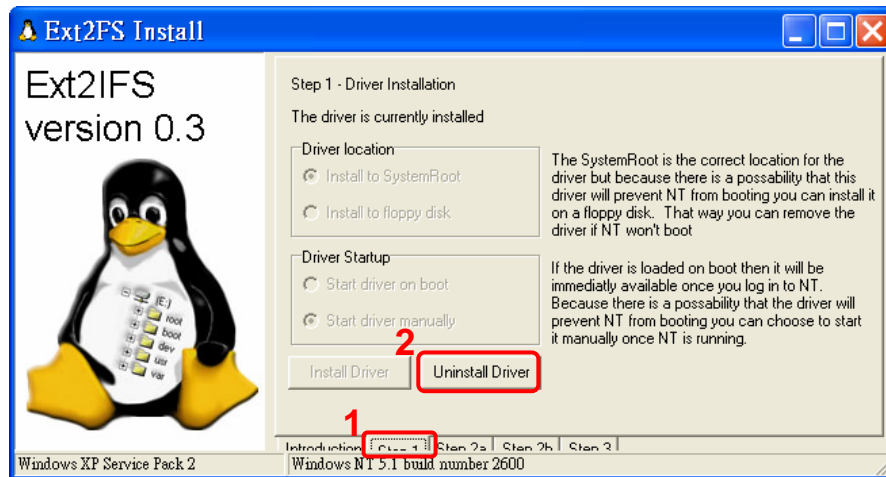 Ext2FS Install
Ext2IFS
version 0.3
(E:)
root
boot
dev
usr
var
Step 1 - Driver Installation
The driver is currently installed
Driver location
Install to SystemRoot
Install to floppy disk
The SystemRoot is the correct location for the
driver but because there is a possability that this
driver will prevent NT from booting you can install it
on a floppy disk. That way you can remove the
driver if NT won't boot
Driver Startup
Start driver on boot
Start driver manually
If the driver is loaded on boot then it will be
immediatly available once you log in to NT.
Because there is a possability that the driver will
prevent NT from booting you can choose to start
it manually once NT is running.
2
Install Driver
Uninstall Driver
1
Introduction Step 1 Step 2a Step 2b Step 3
Windows XP Service Pack 2
Windows NT 5.1 build number 2600